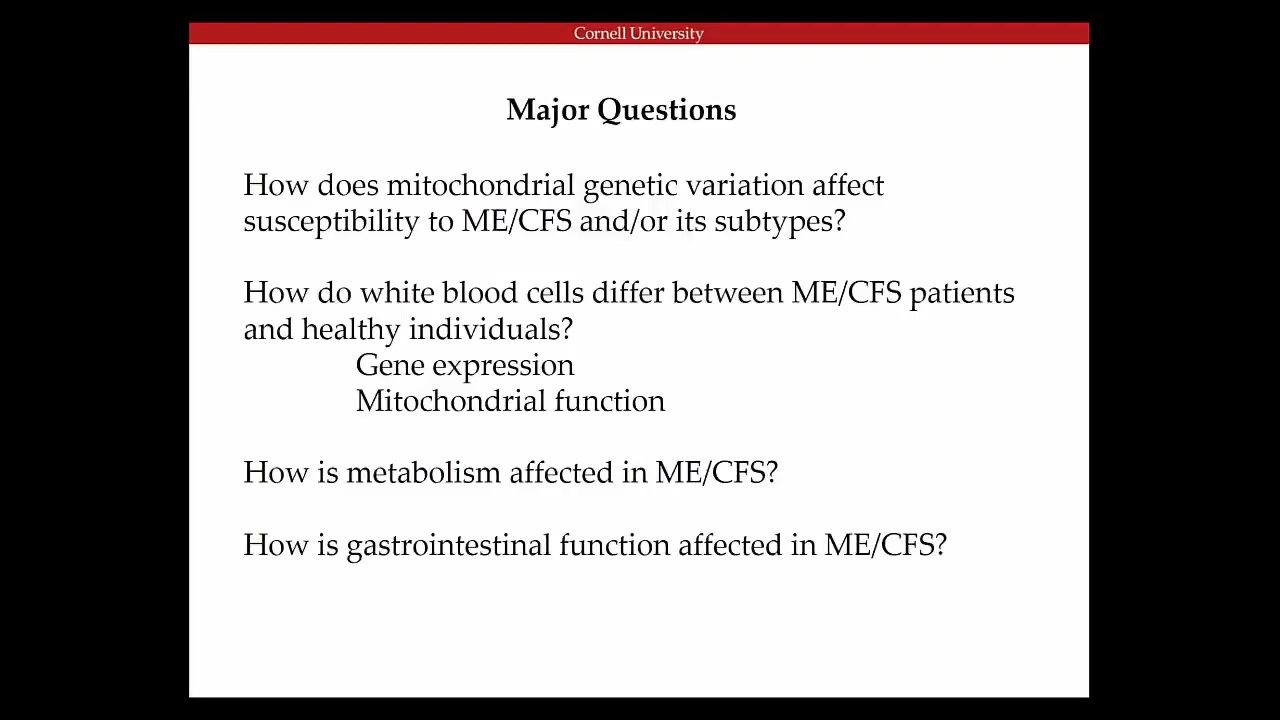 Cornell University
Major Questions
How does mitochondrial genetic variation affect
susceptibility to ME/CFS and/or its subtypes?
How do white blood cells differ between ME/CFS patients
and healthy individuals?
Gene expression
Mitochondrial function
How is metabolism affected in ME/CFS?
How is gastrointestinal function affected in ME/CFS?